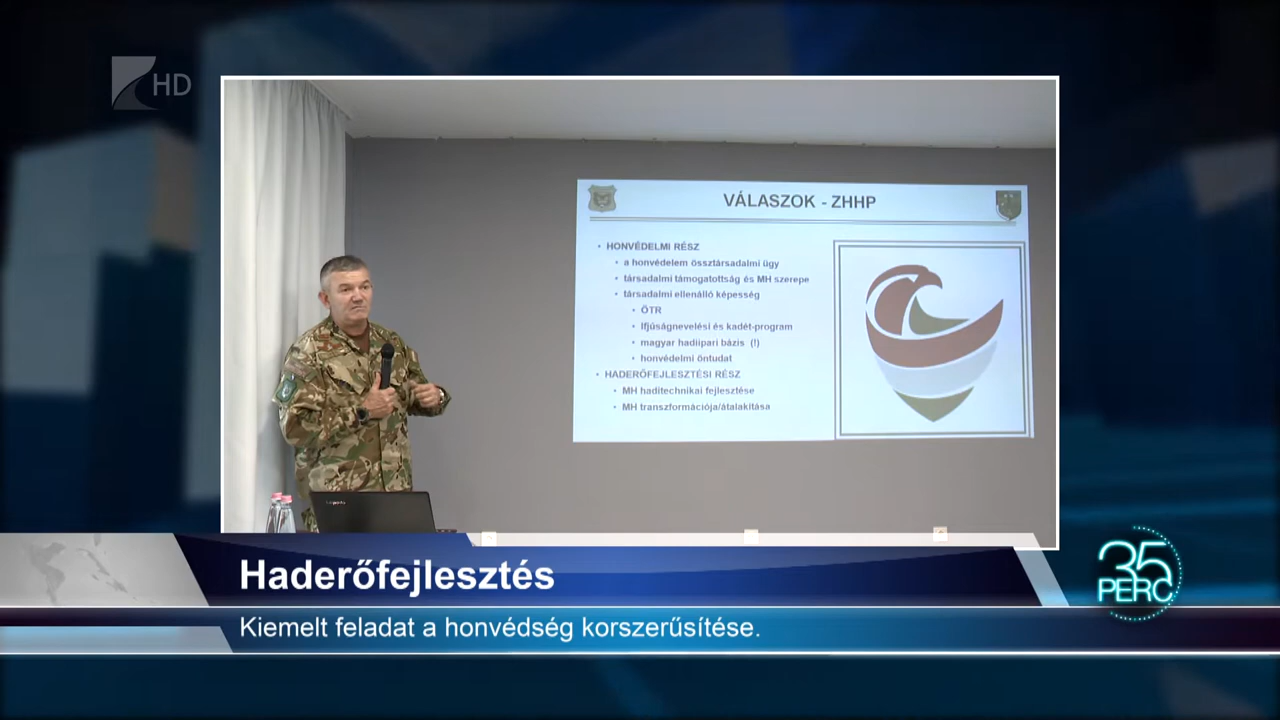 HD
VÁLASZOK - ZHHP
• HONVÉDELMI RÉSZ
• a honvédelem össztársadalmi ügy
• társadalmi támogatottság és MH szerepe
• társadalmi ellenálló képesség
• ÖTR
• Ifjúságnevelési és kadét-program
• magyar hadiipari bázis (!)
• honvédelmi öntudat
• HADERŐFEJLESZTÉSI RÉSZ
• MH haditechnikai fejlesztése
• MH transzformációja/átalakítása
Haderőfejlesztés
Kiemelt feladat a honvédség korszerűsítése.
35
PERC